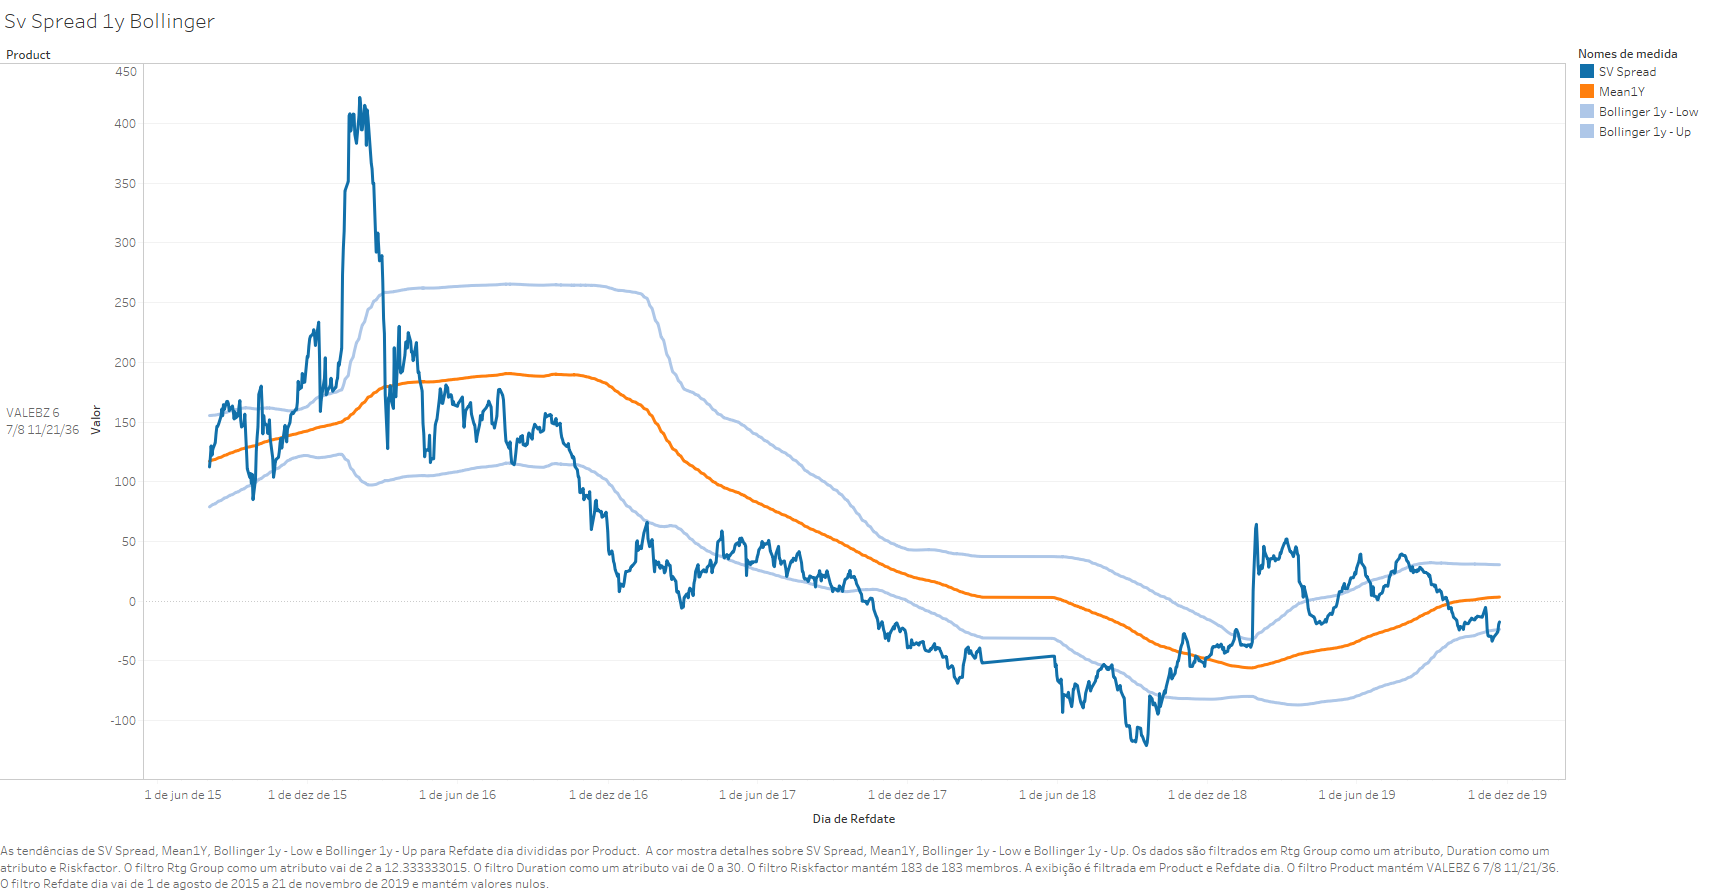 Sv Spread 1y Bollinger
Product
Nomes de medida
SV Spread
Mean1Y
Bollinger 1y - Low
Bollinger 1y - Up
450
400
350
300
250
200
150
100
50
0
-50
-100
Valor
VALEBZ 6
7/8 11/21/36
1 de jun de 15
1 de dez de 15
1 de jun de 16
1 de dez de 16
1 de jun de 17
1 de dez de 17
1 de jun de 18
1 de dez de 18
1 de jun de 19
1 de dez de 19
Dia de Refdate
As tendências de SV Spread, Mean1Y, Bollinger 1y - Low e Bollinger 1y - Up para Refdate dia divididas por Product. A cor mostra detalhes sobre SV Spread, Mean1Y, Bollinger 1y - Low e Bollinger 1y - Up. Os dados são filtrados em Rtg Group como um atributo, Duration como um
atributo e Riskfactor. O filtro Rtg Group como um atributo vai de 2 a 12.333333015. O filtro Duration como um atributo vai de 0 a 30. O filtro Riskfactor mantém 183 de 183 membros. A exibição é filtrada em Product e Refdate dia. O filtro Product mantém VALEBZ 6 7/8 11/21/36.
O filtro Refdate dia vai de 1 de agosto de 2015 a 21 de novembro de 2019 e mantém valores nulos.